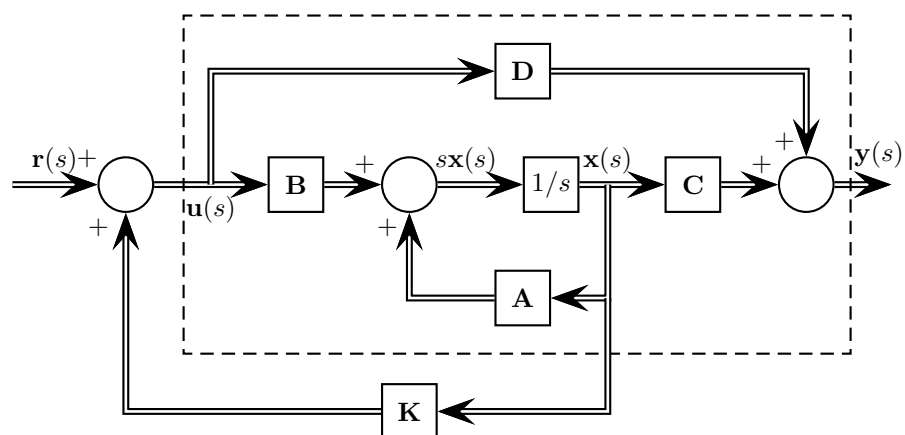 D
r(s)+
+
sx(s)
x(s)
+
+
y(s)
B
1/s
C
u(s)
+
+
A
K